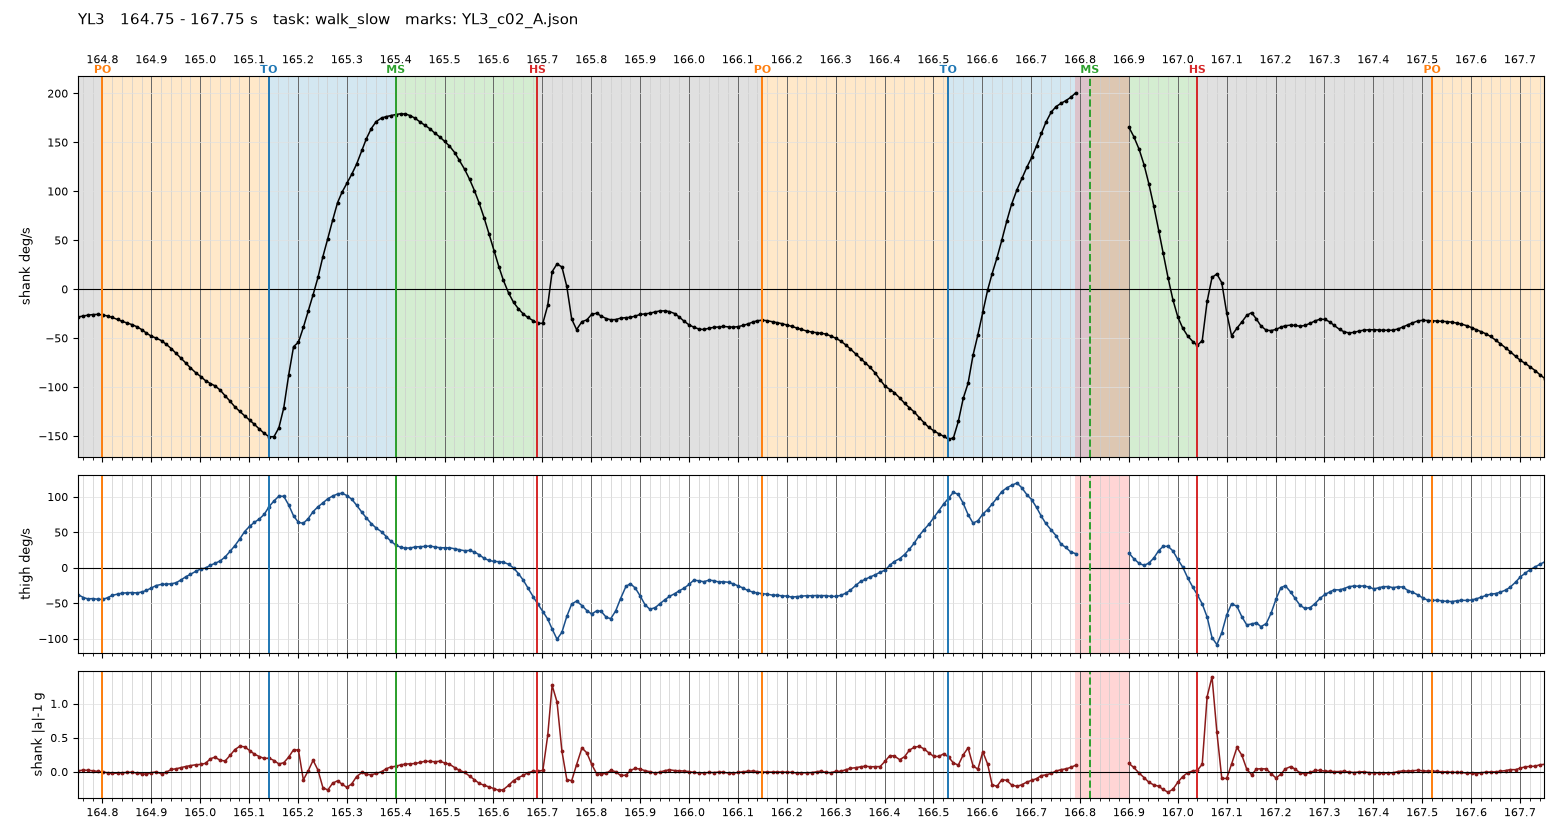 YL3   164.75 - 167.75 s   task: walk_slow   marks: YL3_c02_A.json
164.8 164.9 165.0 165.1 165.2 165.3 165.4 165.5 165.6 165.7 165.8 165.9 166.0 166.1 166.2 166.3 166.4 166.5 166.6 166.7 166.8 166.9 167.0 167.1 167.2 167.3 167.4 167.5 167.6 167.7
PO TO MS HS PO TO MS HS PO
200
150
100
50
0
−50
−100
−150
shank deg/s
100
50
0
−50
−100
thigh deg/s
1.0
0.5
0.0
shank |a|-1 g
164.8 164.9 165.0 165.1 165.2 165.3 165.4 165.5 165.6 165.7 165.8 165.9 166.0 166.1 166.2 166.3 166.4 166.5 166.6 166.7 166.8 166.9 167.0 167.1 167.2 167.3 167.4 167.5 167.6 167.7